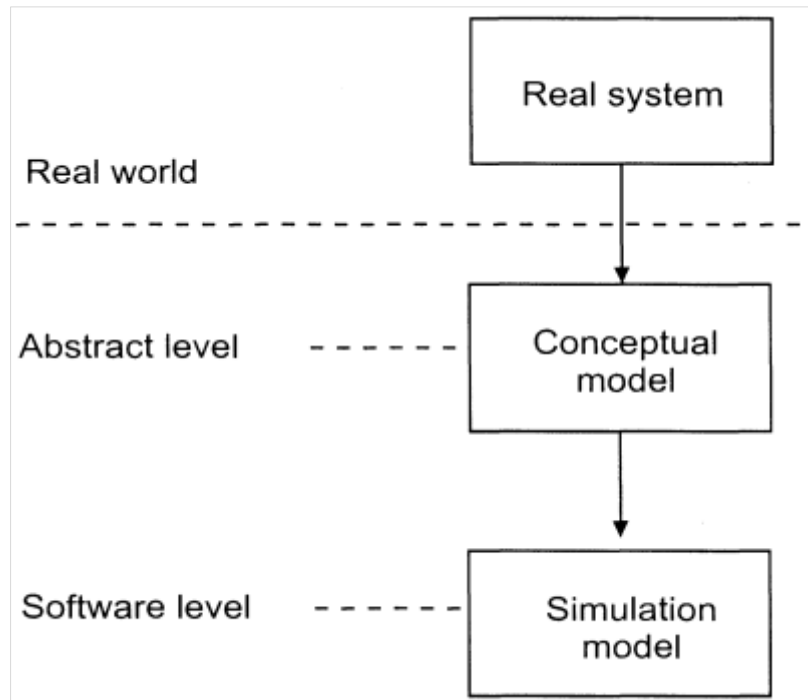 Real system
Real world
Abstract level
Conceptual
model
Software level
Simulation
model